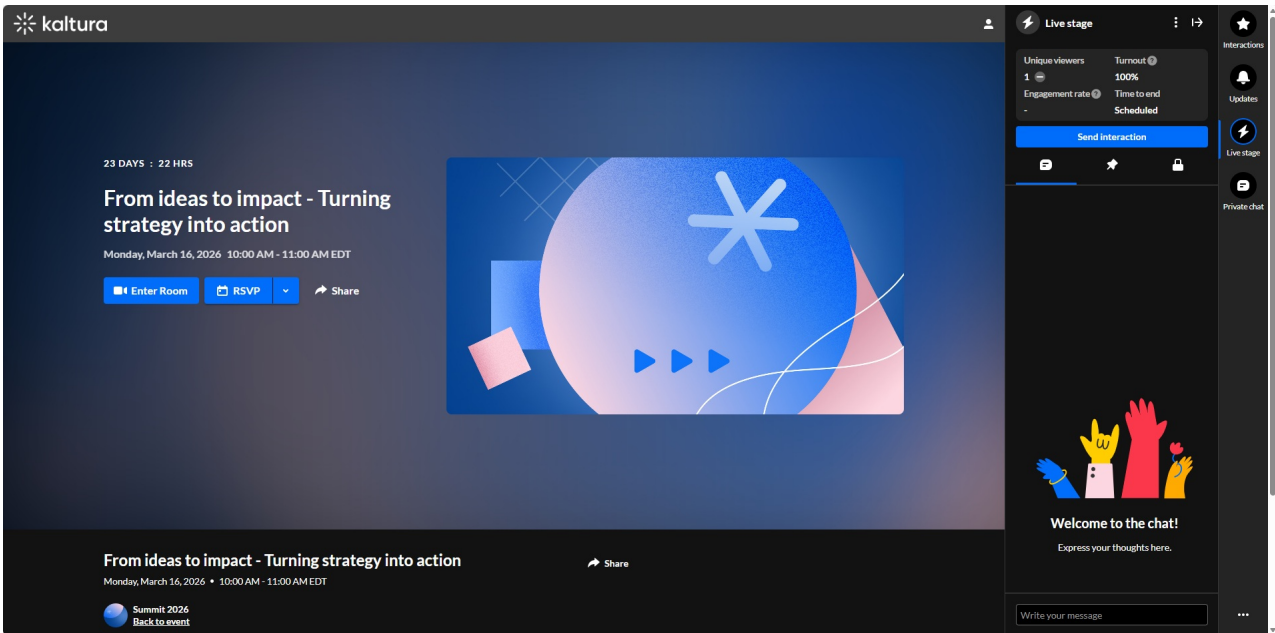 kaltura
23 DAYS : 22 HRS
From ideas to impact - Turning
strategy into action
Monday, March 16, 2026 10:00 AM - 11:00 AM EDT
Enter Room
RSVP
Share
From ideas to impact - Turning strategy into action
Monday, March 16, 2026 • 10:00 AM - 11:00 AM EDT
Share
Summit 2026
Back to event
Live stage
Unique viewers
Turnout
1
100%
Engagement rate
Time to end
-
Scheduled
Send interaction
Welcome to the chat!
Express your thoughts here.
Write your message
Interactions
Updates
Live stage
Private chat